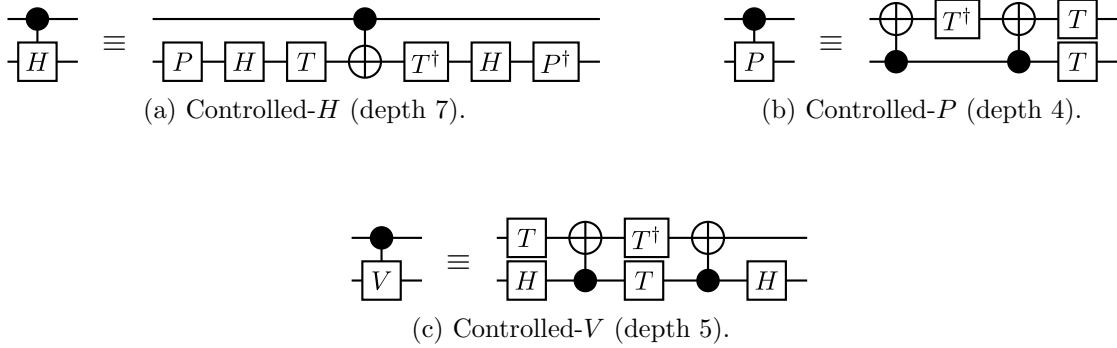 H ≡ P H T T† H P†
(a) Controlled-H (depth 7).
P ≡ T† T T
(b) Controlled-P (depth 4).
V ≡ T T† H T H
(c) Controlled-V (depth 5).